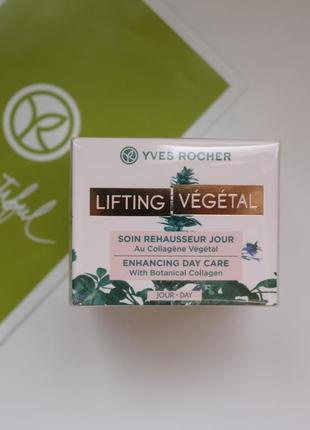 YVES ROCHER
LIFTING VÉGÉTAL
SOIN REHAUSSEUR JOUR
Au Collagène Végétal
ENHANCING DAY CARE
With Botanical Collagen
JOUR - DAY